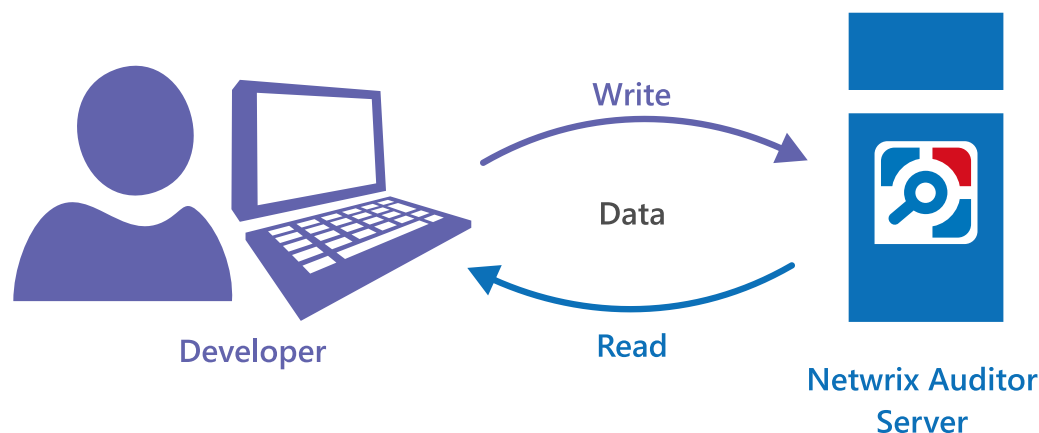 Write
Data
Read
Developer
Netwrix Auditor
Server